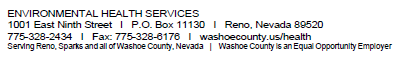 ENVIRONMENTAL HEALTH SERVICES
1001 East Ninth Street I P.O. Box 11130 I Reno, Nevada 89520
775-328-2434 I Fax: 775-328-6176 I washoecounty.us/health
Serving Reno, Sparks and all of Washoe County, Nevada | Washoe County is an Equal Opportunity Employer